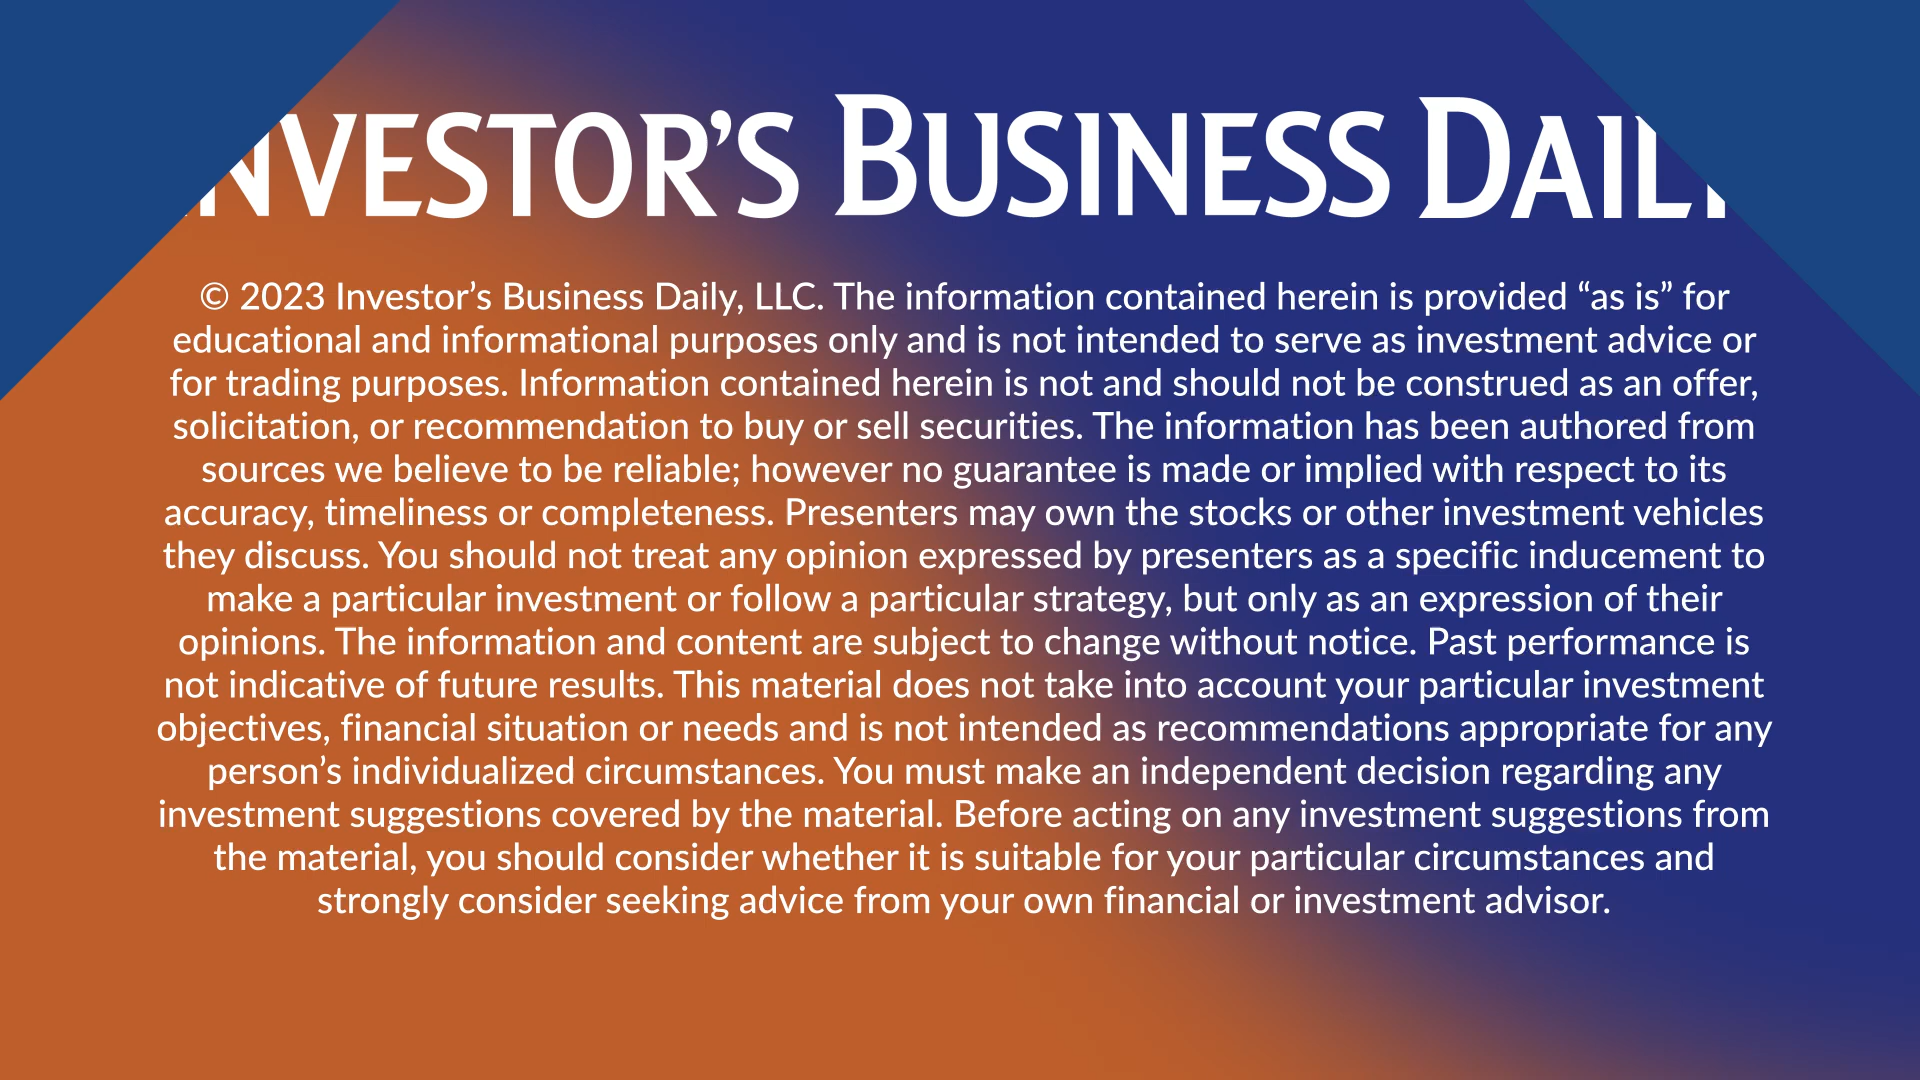 INVESTOR’S BUSINESS DAILY
© 2023 Investor’s Business Daily, LLC. The information contained herein is provided “as is” for
educational and informational purposes only and is not intended to serve as investment advice or
for trading purposes. Information contained herein is not and should not be construed as an offer,
solicitation, or recommendation to buy or sell securities. The information has been authored from
sources we believe to be reliable; however no guarantee is made or implied with respect to its
accuracy, timeliness or completeness. Presenters may own the stocks or other investment vehicles
they discuss. You should not treat any opinion expressed by presenters as a specific inducement to
make a particular investment or follow a particular strategy, but only as an expression of their
opinions. The information and content are subject to change without notice. Past performance is
not indicative of future results. This material does not take into account your particular investment
objectives, financial situation or needs and is not intended as recommendations appropriate for any
person’s individualized circumstances. You must make an independent decision regarding any
investment suggestions covered by the material. Before acting on any investment suggestions from
the material, you should consider whether it is suitable for your particular circumstances and
strongly consider seeking advice from your own financial or investment advisor.